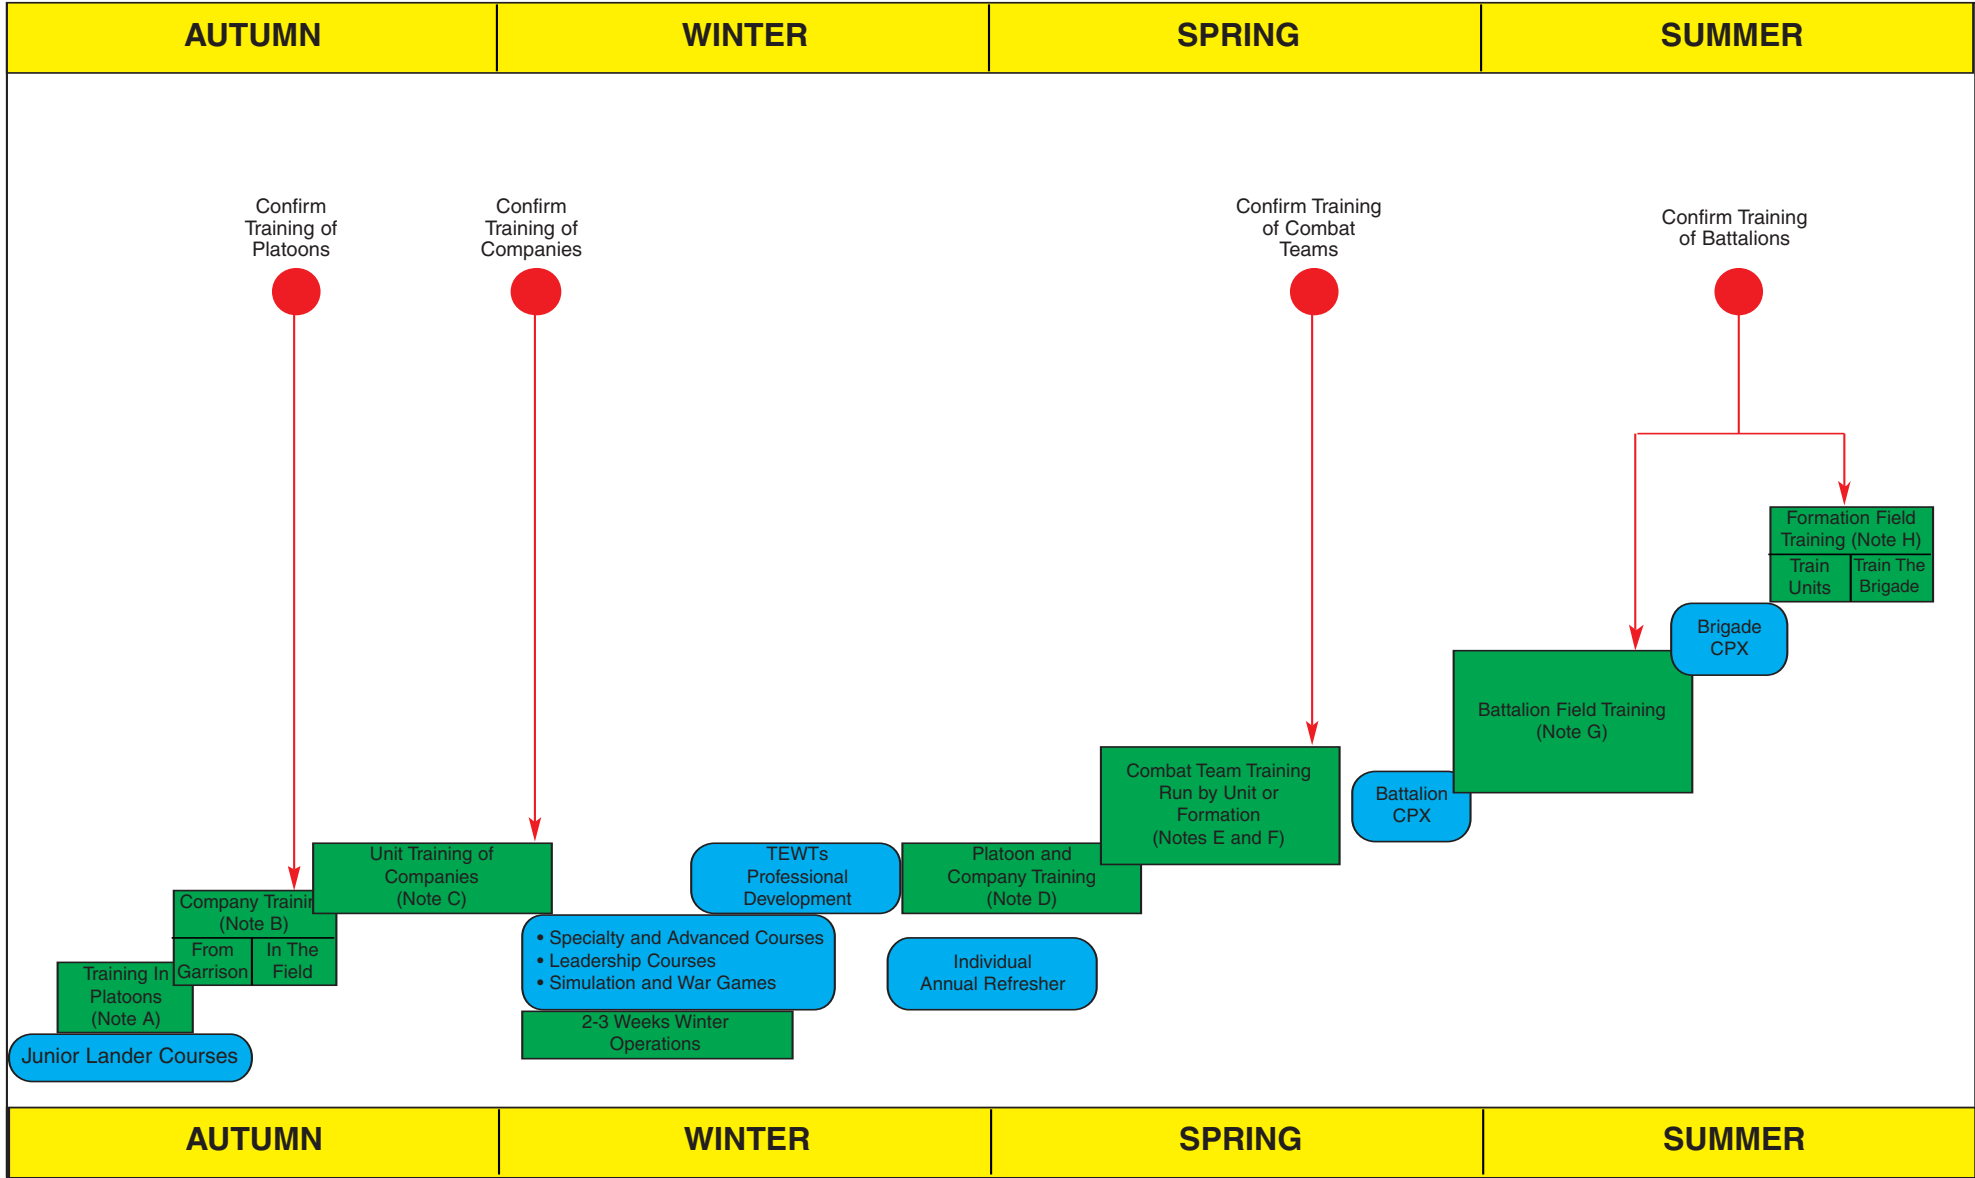 AUTUMN
WINTER
SPRING
SUMMER
Confirm
Training of
Platoons
Confirm
Training of
Companies
Confirm Training
of Combat
Teams
Confirm Training
of Battalions
Formation Field
Training (Note H)
Train
Units
Train The
Brigade
Brigade
CPX
Battalion Field Training
(Note G)
Combat Team Training
Run by Unit or
Formation
(Notes E and F)
Battalion
CPX
Unit Training of
Companies
(Note C)
TEWTs
Professional
Development
Platoon and
Company Training
(Note D)
Company Trainin
(Note B)
From
Garrison
In The
Field
• Specialty and Advanced Courses
• Leadership Courses
• Simulation and War Games
Individual
Annual Refresher
Training In
Platoons
(Note A)
2-3 Weeks Winter
Operations
Junior Lander Courses
AUTUMN
WINTER
SPRING
SUMMER